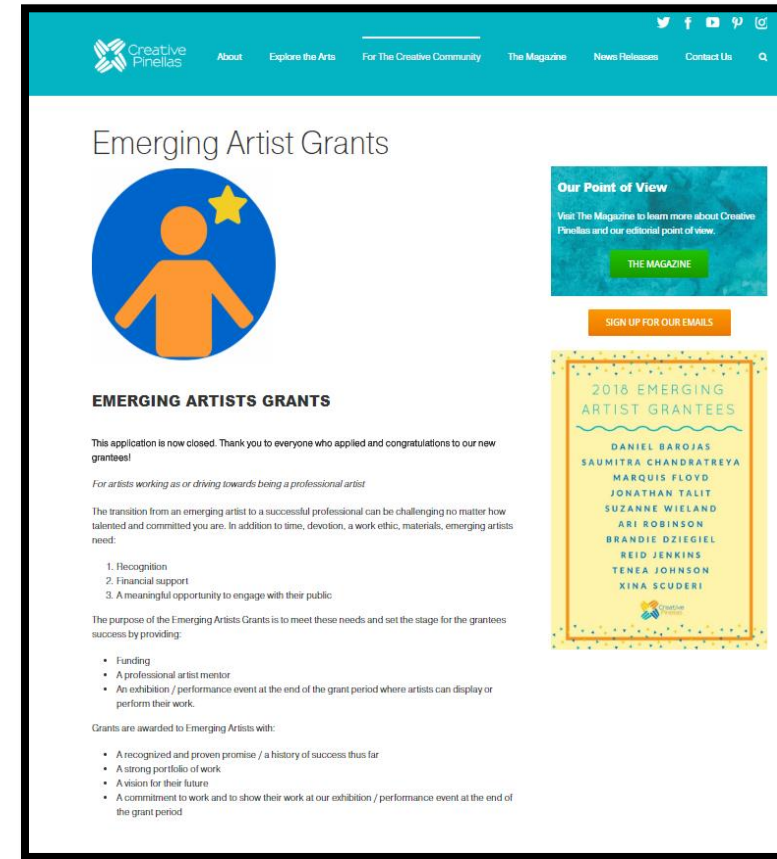 Creative
Pinellas
About
Explore the Arts
For The Creative Community
The Magazine
News Releases
Contact Us
Emerging Artist Grants
EMERGING ARTISTS GRANTS
This application is now closed. Thank you to everyone who applied and congratulations to our new
grantees!
For artists working as or driving towards being a professional artist
The transition from an emerging artist to a successful professional can be challenging no matter how
talented and committed you are. In addition to time, devotion, a work ethic, materials, emerging artists
need:
1. Recognition
2. Financial support
3. A meaningful opportunity to engage with their public
The purpose of the Emerging Artists Grants is to meet these needs and set the stage for the grantees
success by providing:
▪ Funding
▪ A professional artist mentor
▪ An exhibition / performance event at the end of the grant period where artists can display or
perform their work.
Grants are awarded to Emerging Artists with:
▪ A recognized and proven promise / a history of success thus far
▪ A strong portfolio of work
▪ A vision for their future
▪ A commitment to work and to show their work at our exhibition / performance event at the end of
the grant period
Our Point of View
Visit The Magazine to learn more about Creative
Pinellas and our editorial point of view.
THE MAGAZINE
SIGN UP FOR OUR EMAILS
2018 EMERGING
ARTIST GRANTEES
DANIEL BAROJAS
SAUMITRA CHANDRATREYA
MARQUIS FLOYD
JONATHAN TALIT
SUZANNE WIELAND
ARI ROBINSON
BRANDIE DZIEGIEL
REID JENKINS
TENEA JOHNSON
XINA SCUDERI
Creative
Pinellas